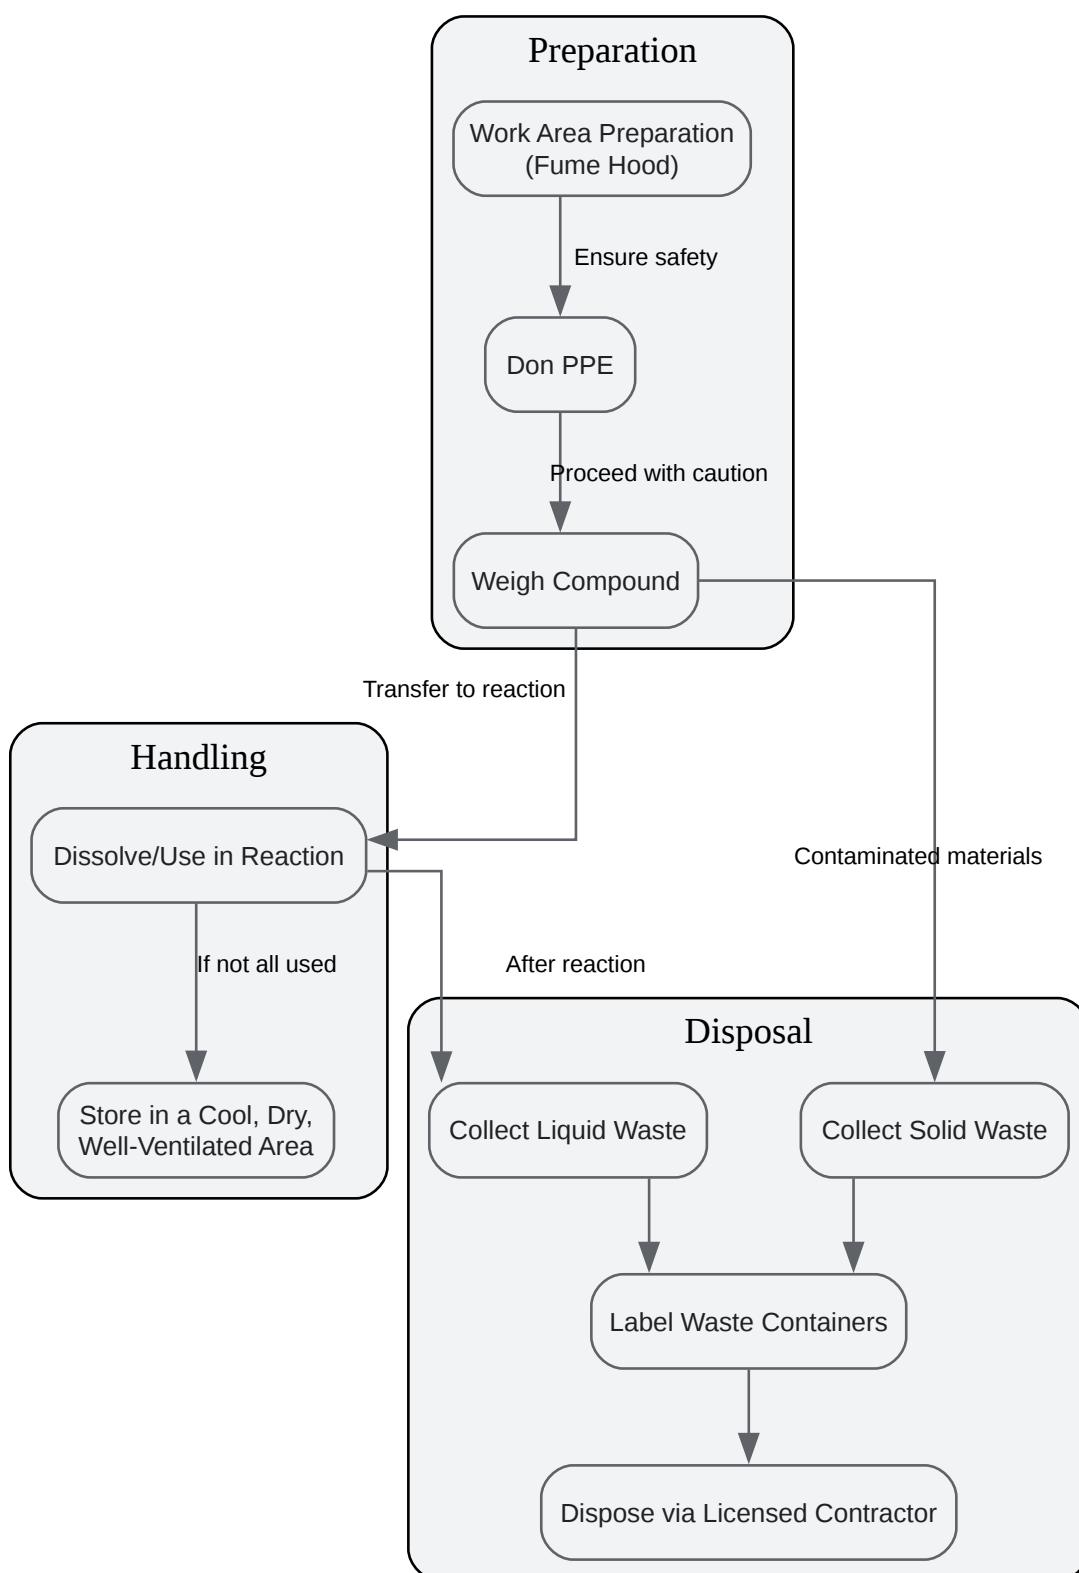 Preparation
Work Area Preparation
(Fume Hood)
Ensure safety
Don PPE
Proceed with caution
Weigh Compound
Transfer to reaction
Handling
Dissolve/Use in Reaction
Contaminated materials
If not all used
After reaction
Disposal
Store in a Cool, Dry,
Well-Ventilated Area
Collect Liquid Waste
Collect Solid Waste
Label Waste Containers
Dispose via Licensed Contractor